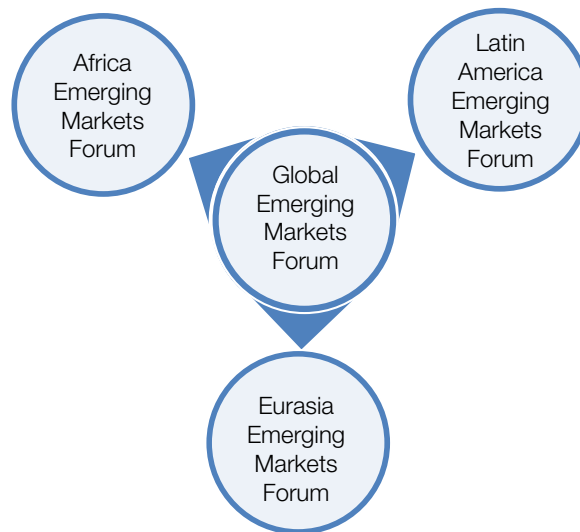 Africa
Emerging
Markets
Forum
Latin
America
Emerging
Markets
Forum
Global
Emerging
Markets
Forum
Eurasia
Emerging
Markets
Forum